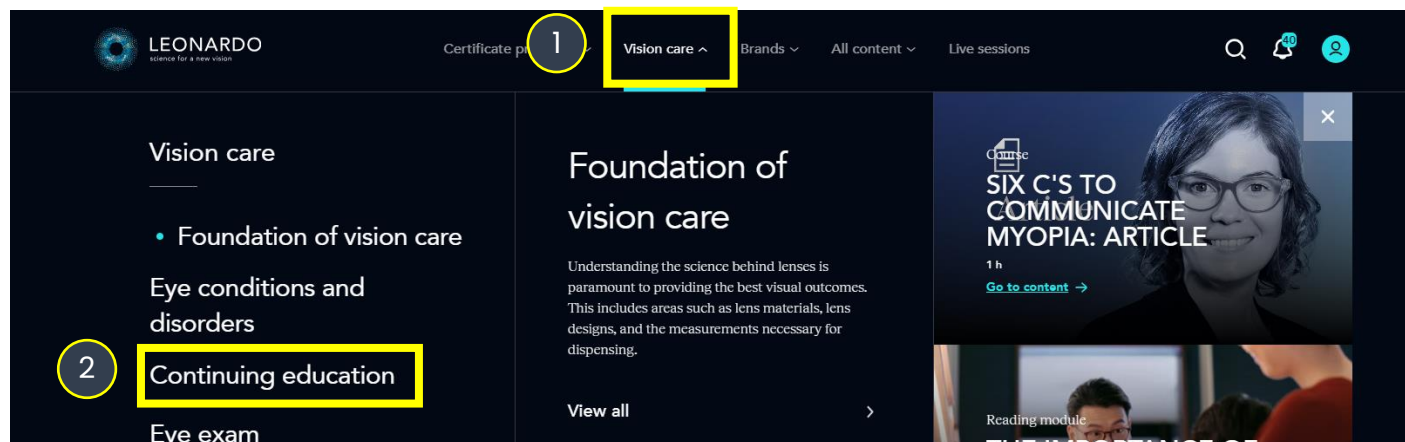 LEONARDO
science for a new vision
Certificate pr
1
Vision care
Brands
All content
Live sessions
40
Vision care
• Foundation of vision care
Eye conditions and
disorders
2
Continuing education
Eye exam
Foundation of
vision care
Understanding the science behind lenses is
paramount to providing the best visual outcomes.
This includes areas such as lens materials, lens
designs, and the measurements necessary for
dispensing.
View all
Course
Article
SIX C'S TO
COMMUNICATE
MYOPIA: ARTICLE
1 h
Go to content →
Reading module
THE IMPORTANCE OF